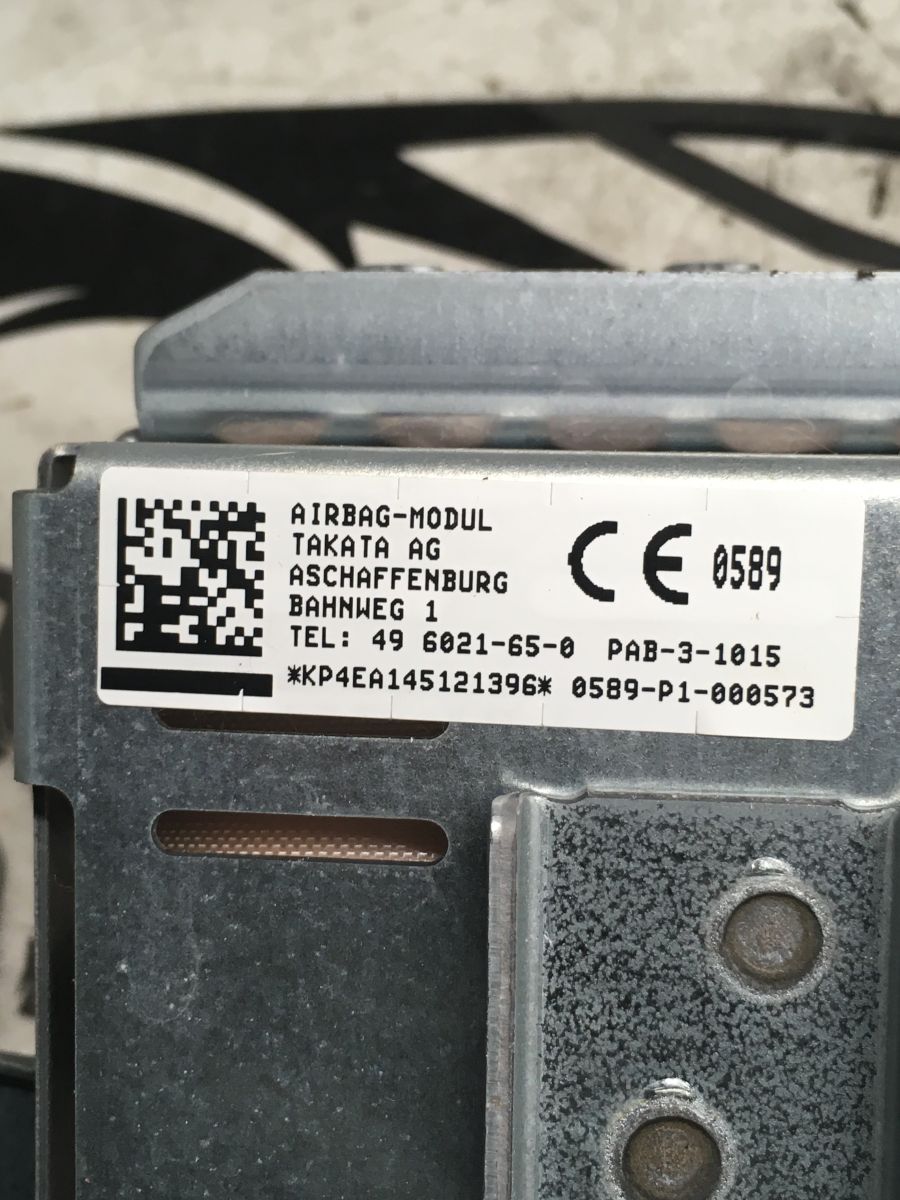 AIRBAG-MODUL
TAKATA AG
ASCHAFFENBURG
BAHNWEG 1
TEL: 49 6021-65-0 PAB-3-1015
*KP4EA145121396* 0589-P1-000573
CE 0589